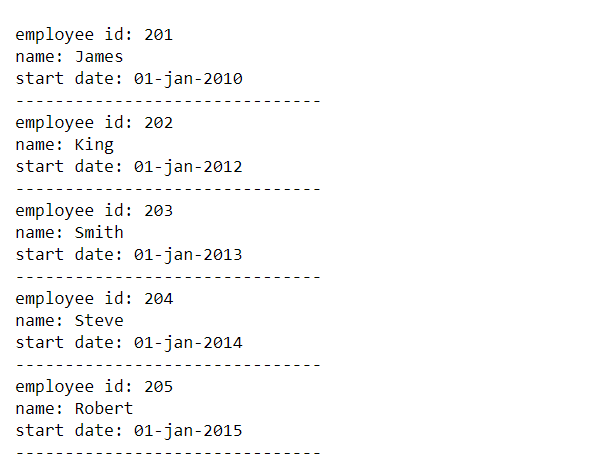 employee id: 201
name: James
start date: 01-jan-2010
-------------------------------
employee id: 202
name: King
start date: 01-jan-2012
-------------------------------
employee id: 203
name: Smith
start date: 01-jan-2013
-------------------------------
employee id: 204
name: Steve
start date: 01-jan-2014
-------------------------------
employee id: 205
name: Robert
start date: 01-jan-2015
-------------------------------